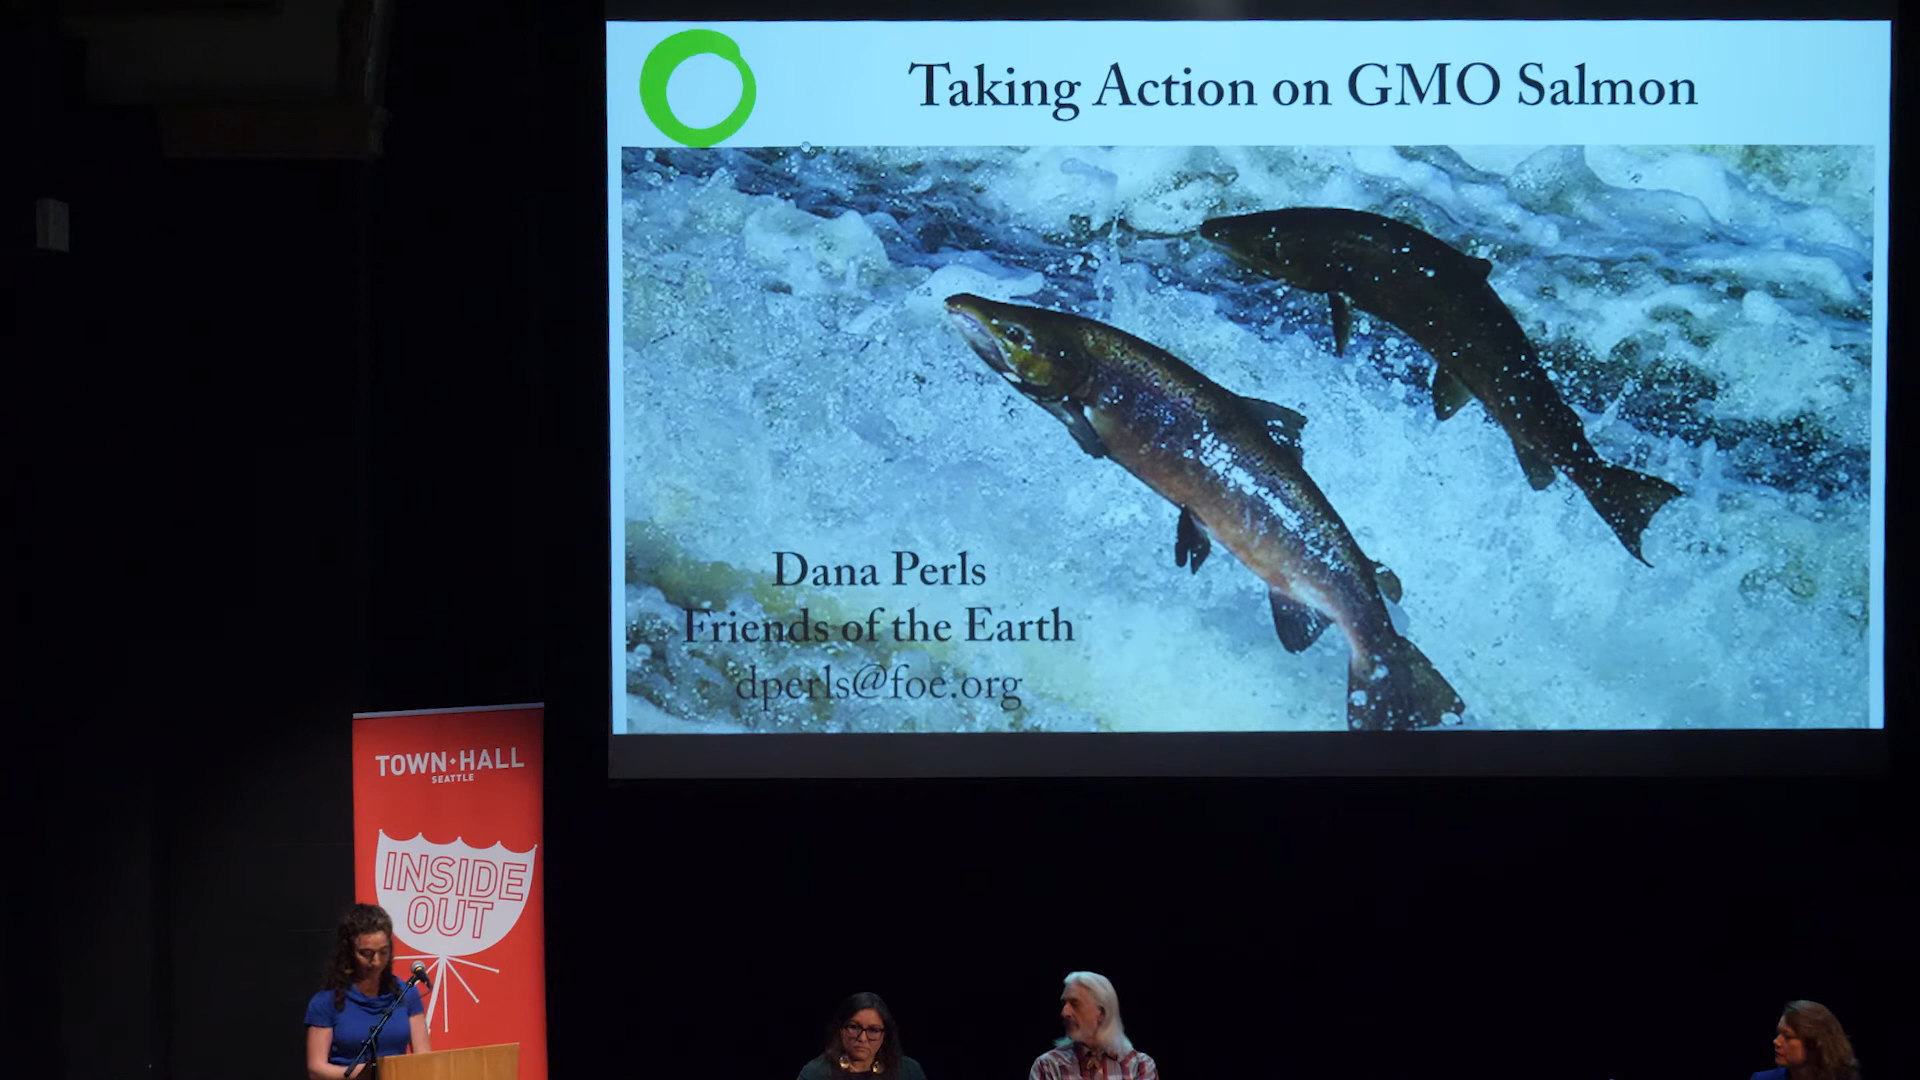 Taking Action on GMO Salmon
Dana Perls
Friends of the Earth
dperls@foe.org
TOWN HALL
SEATTLE
INSIDE
OUT